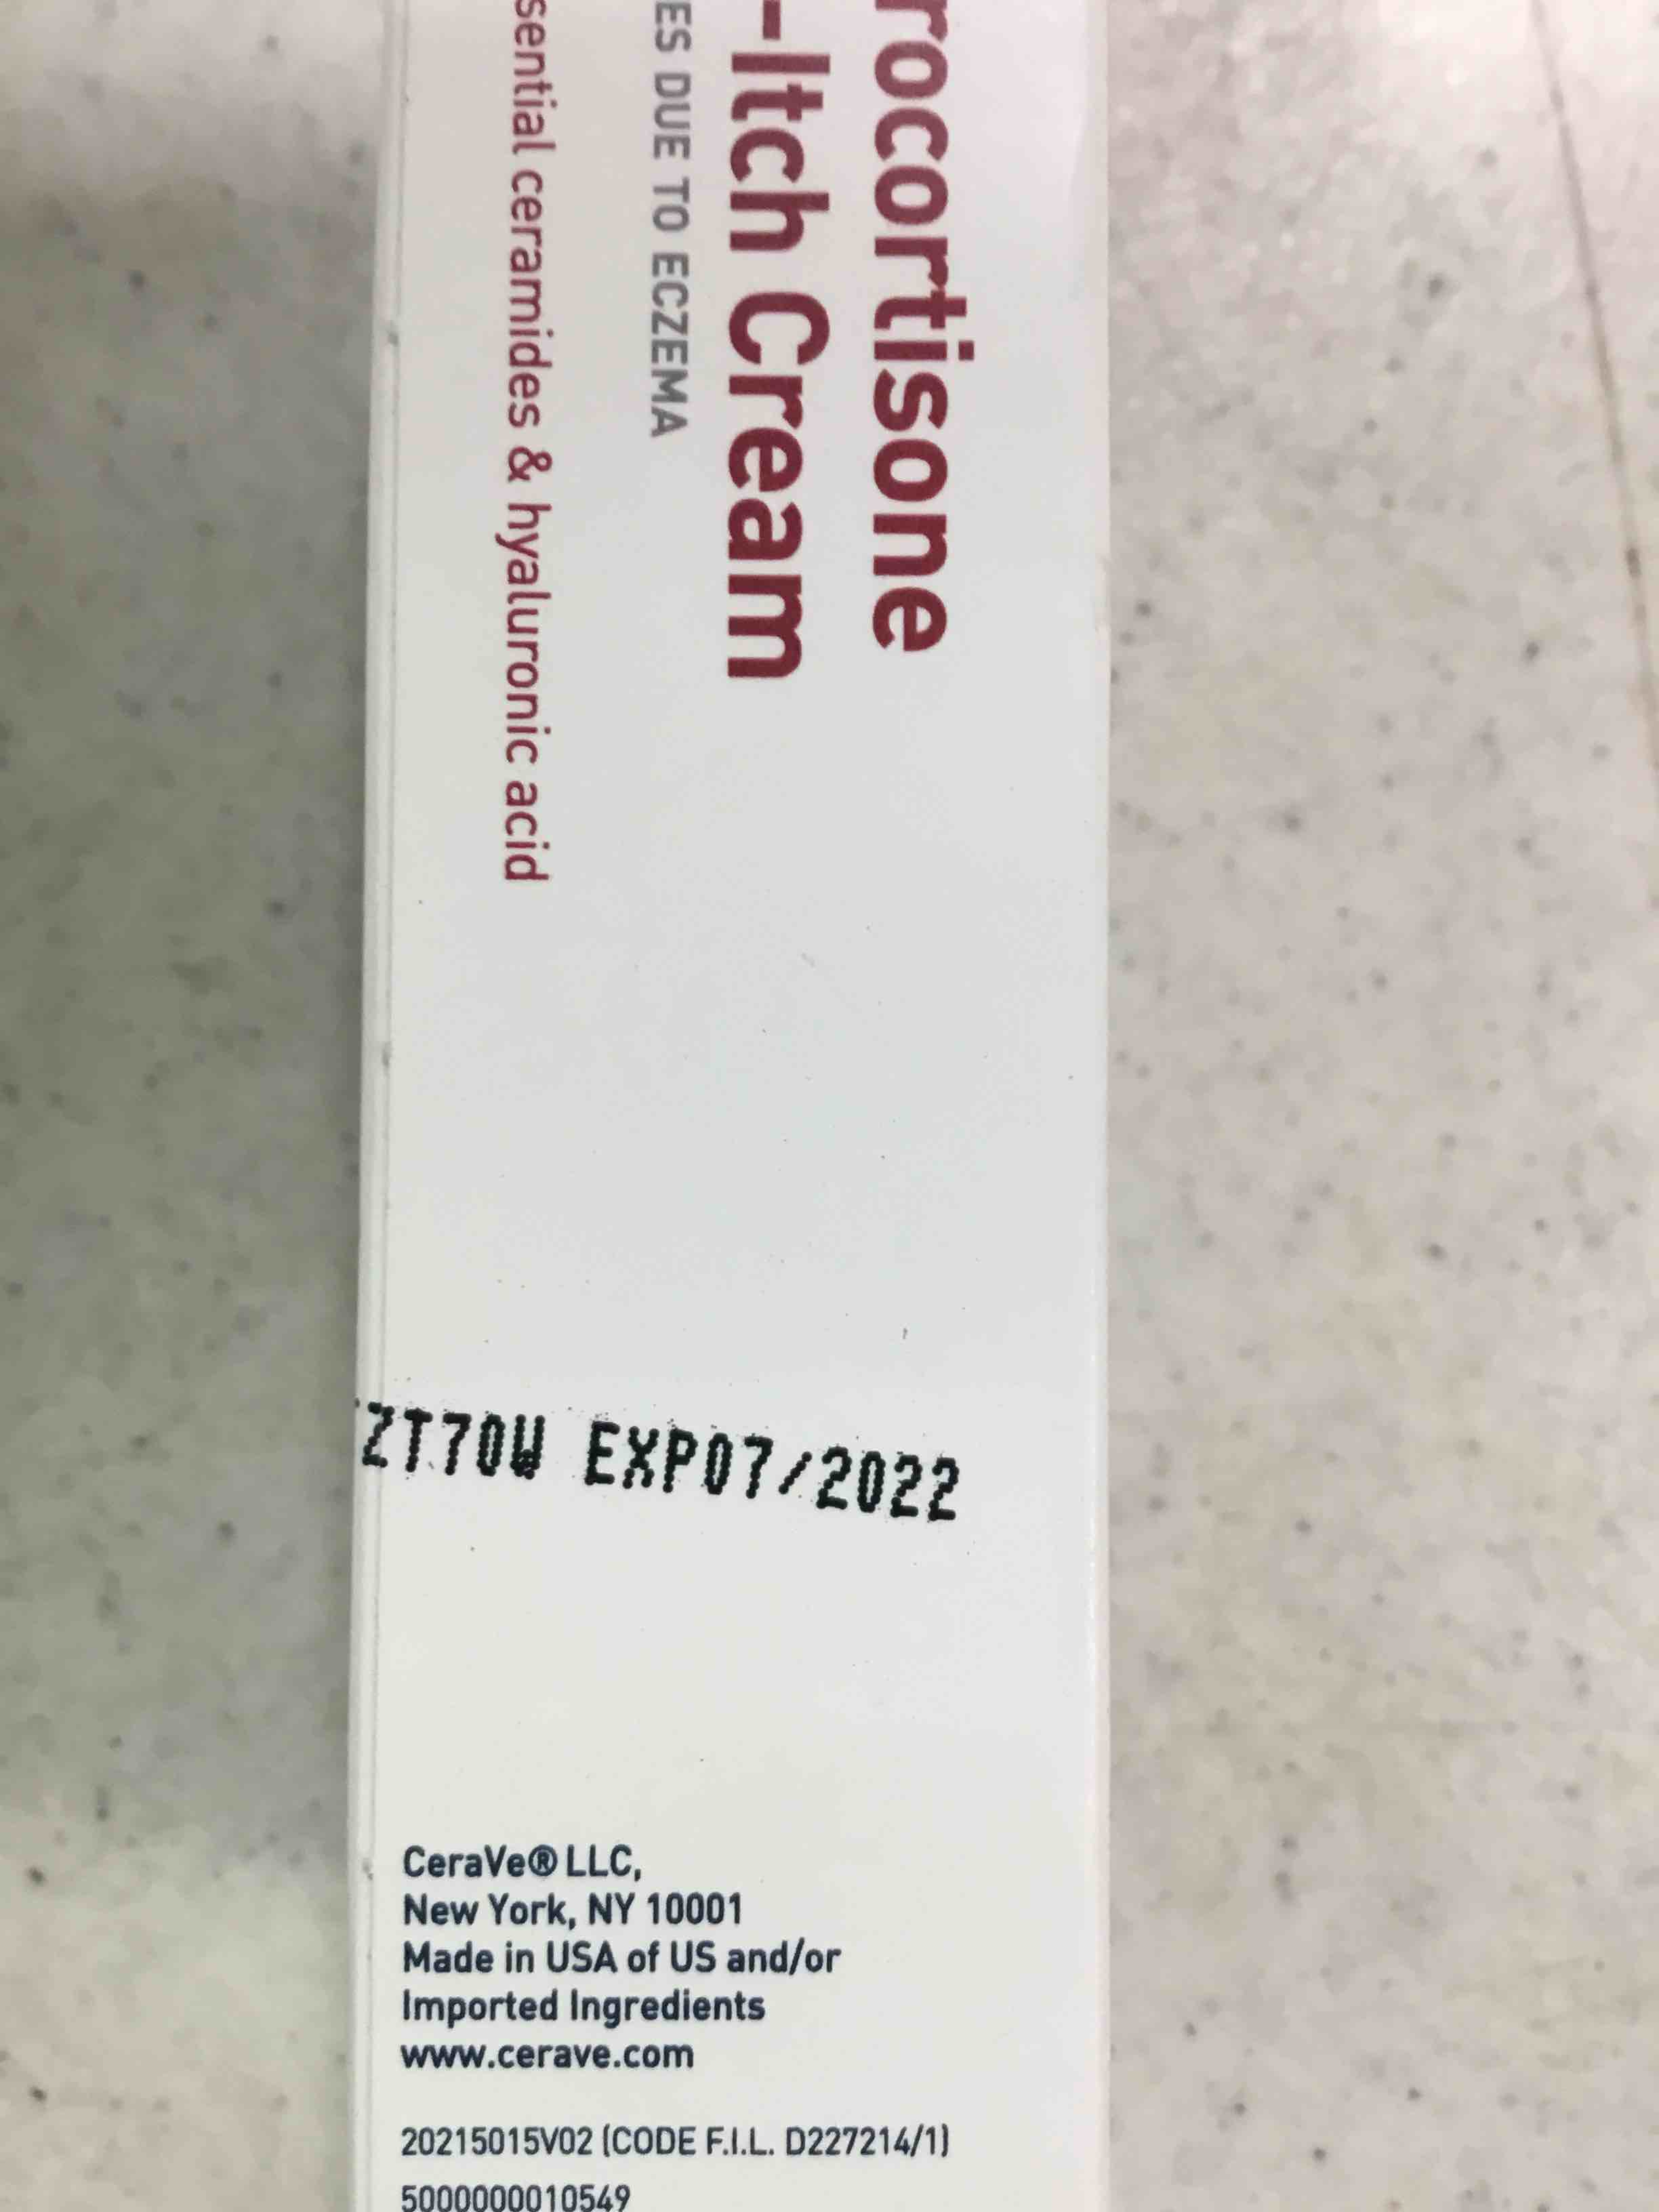 rocortisone
-Itch Cream
ES DUE TO ECZEMA
sential ceramides & hyaluronic acid
ZT70W EXP07/2022
CeraVe® LLC,
New York, NY 10001
Made in USA of US and/or
Imported Ingredients
www.cerave.com
20215015V02 (CODE F.I.L. D227214/1)
5000000010549